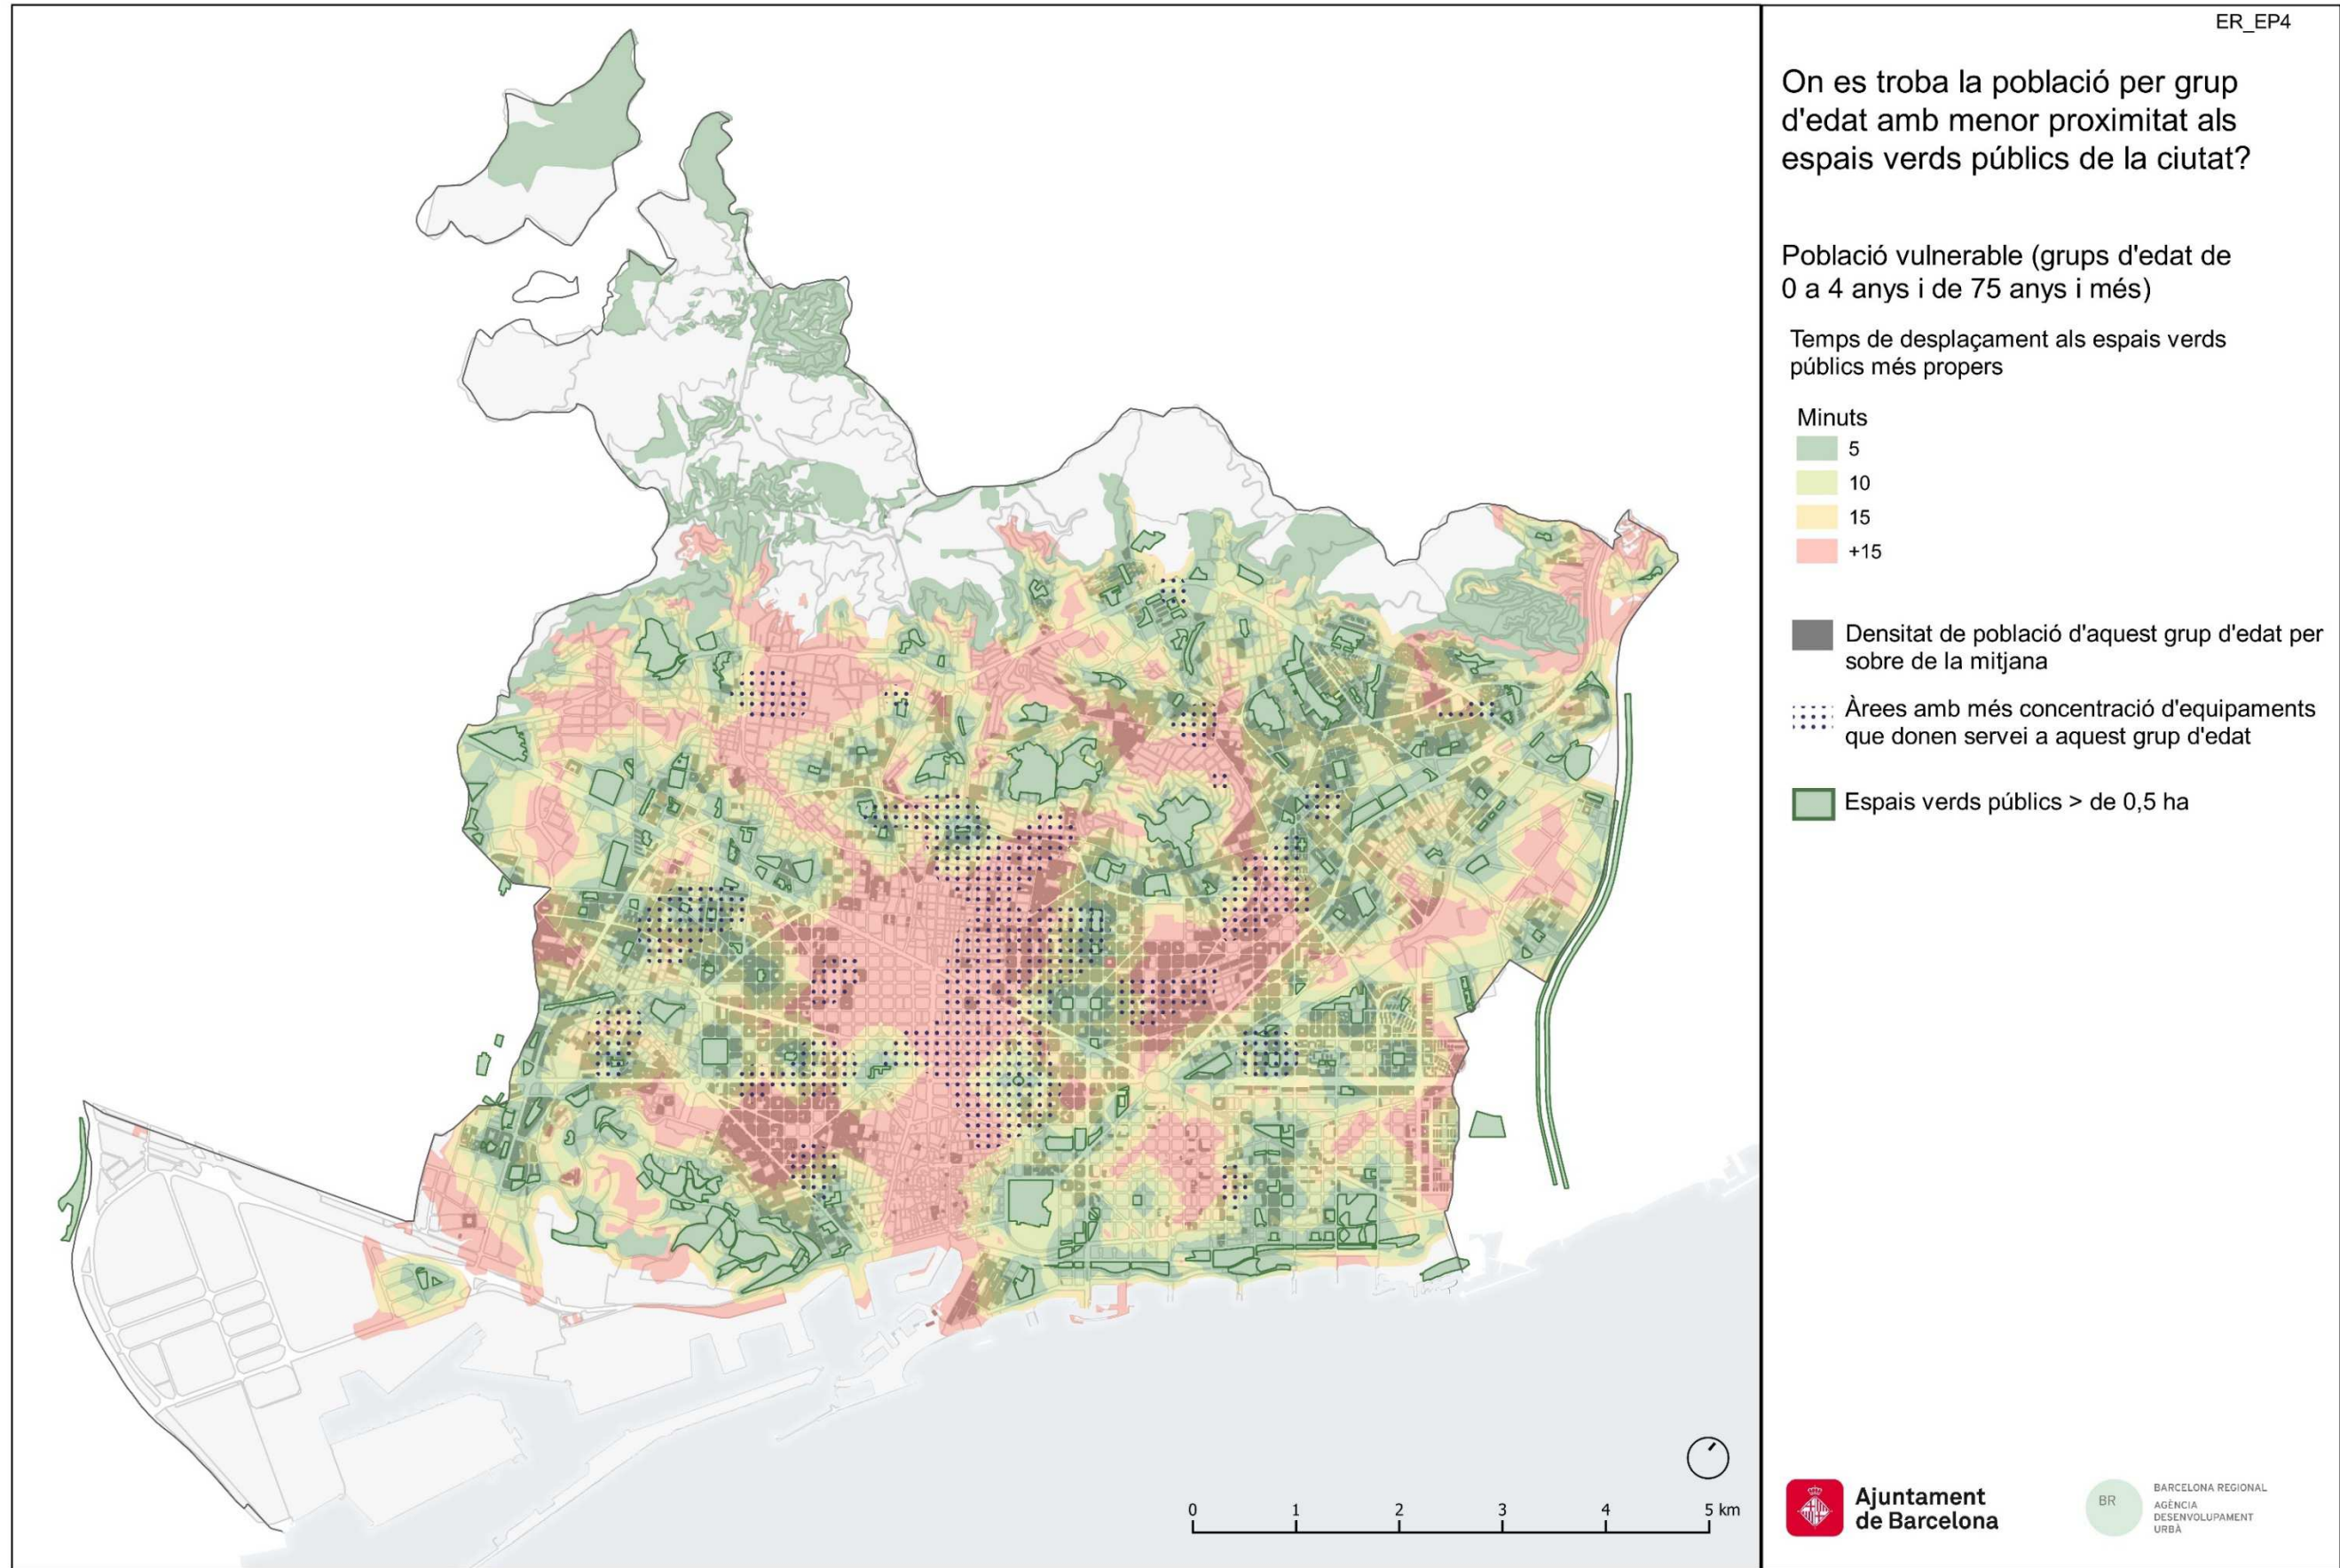 ER_EP4
On es troba la població per grup
d'edat amb menor proximitat als
espais verds públics de la ciutat?
Població vulnerable (grups d'edat de
0 a 4 anys i de 75 anys i més)
Temps de desplaçament als espais verds
públics més propers
Minuts
5
10
15
+15
Densitat de població d'aquest grup d'edat per
sobre de la mitjana
Àrees amb més concentració d'equipaments
que donen servei a aquest grup d'edat
Espais verds públics > de 0,5 ha
0 1 2 3 4 5 km
Ajuntament
de Barcelona
BR
BARCELONA REGIONAL
AGÈNCIA
DESENVOLUPAMENT
URBÀ